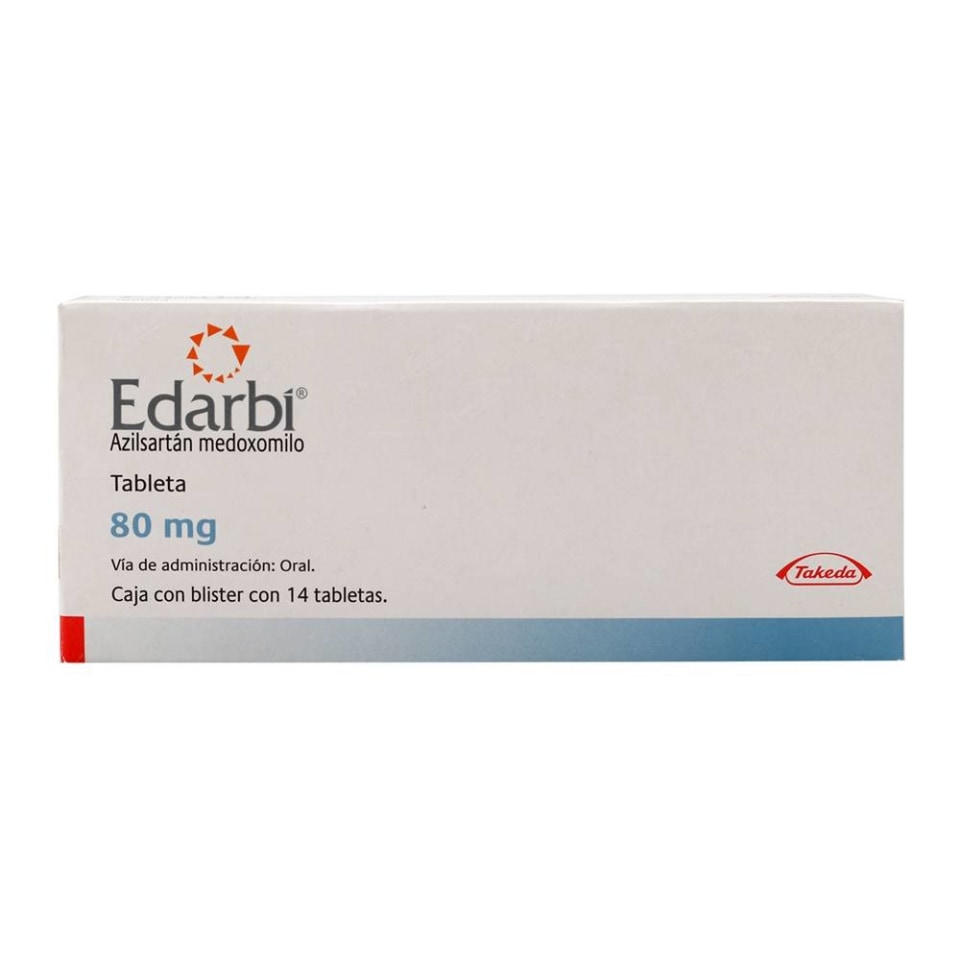 Edarbi®
Azilsartán medoxomilo
Tableta
80 mg
Vía de administración: Oral.
Takeda
Caja con blister con 14 tabletas.